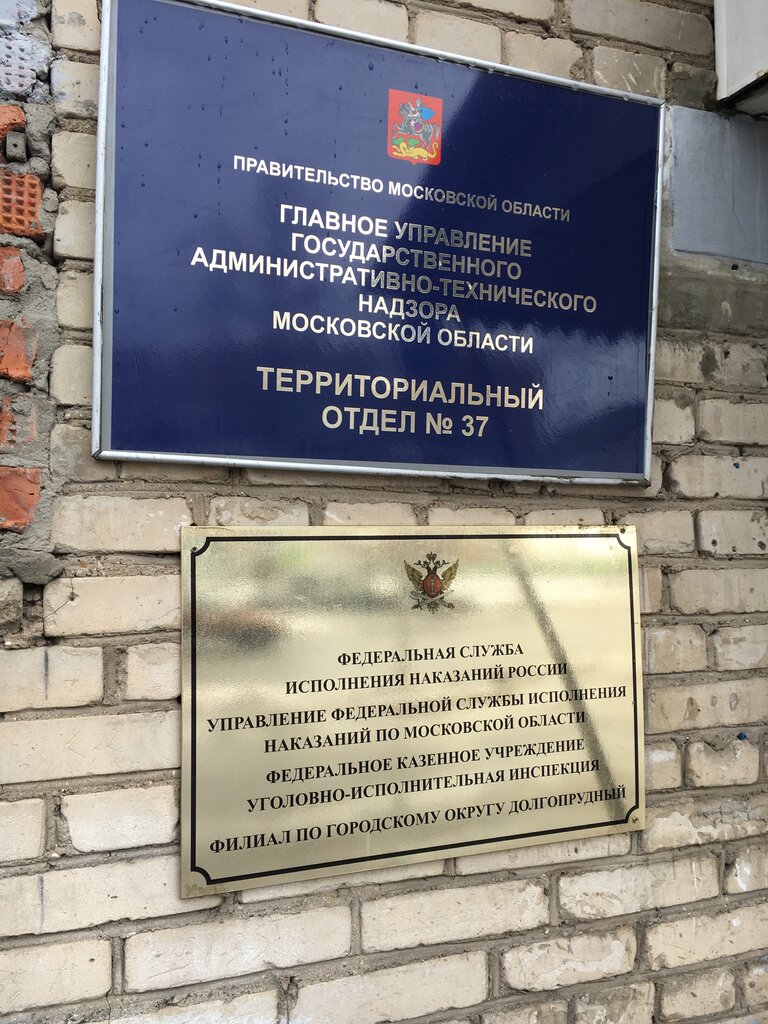 ПРАВИТЕЛЬСТВО МОСКОВСКОЙ ОБЛАСТИ
ГЛАВНОЕ УПРАВЛЕНИЕ
ГОСУДАРСТВЕННОГО
АДМИНИСТРАТИВНО-ТЕХНИЧЕСКОГО
НАДЗОРА
МОСКОВСКОЙ ОБЛАСТИ
ТЕРРИТОРИАЛЬНЫЙ
ОТДЕЛ № 37
ФЕДЕРАЛЬНАЯ СЛУЖБА
ИСПОЛНЕНИЯ НАКАЗАНИЙ РОССИИ
УПРАВЛЕНИЕ ФЕДЕРАЛЬНОЙ СЛУЖБЫ ИСПОЛНЕНИЯ
НАКАЗАНИЙ ПО МОСКОВСКОЙ ОБЛАСТИ
ФЕДЕРАЛЬНОЕ КАЗЕННОЕ УЧРЕЖДЕНИЕ
УГОЛОВНО-ИСПОЛНИТЕЛЬНАЯ ИНСПЕКЦИЯ
ФИЛИАЛ ПО ГОРОДСКОМУ ОКРУГУ ДОЛГОПРУДНЫЙ